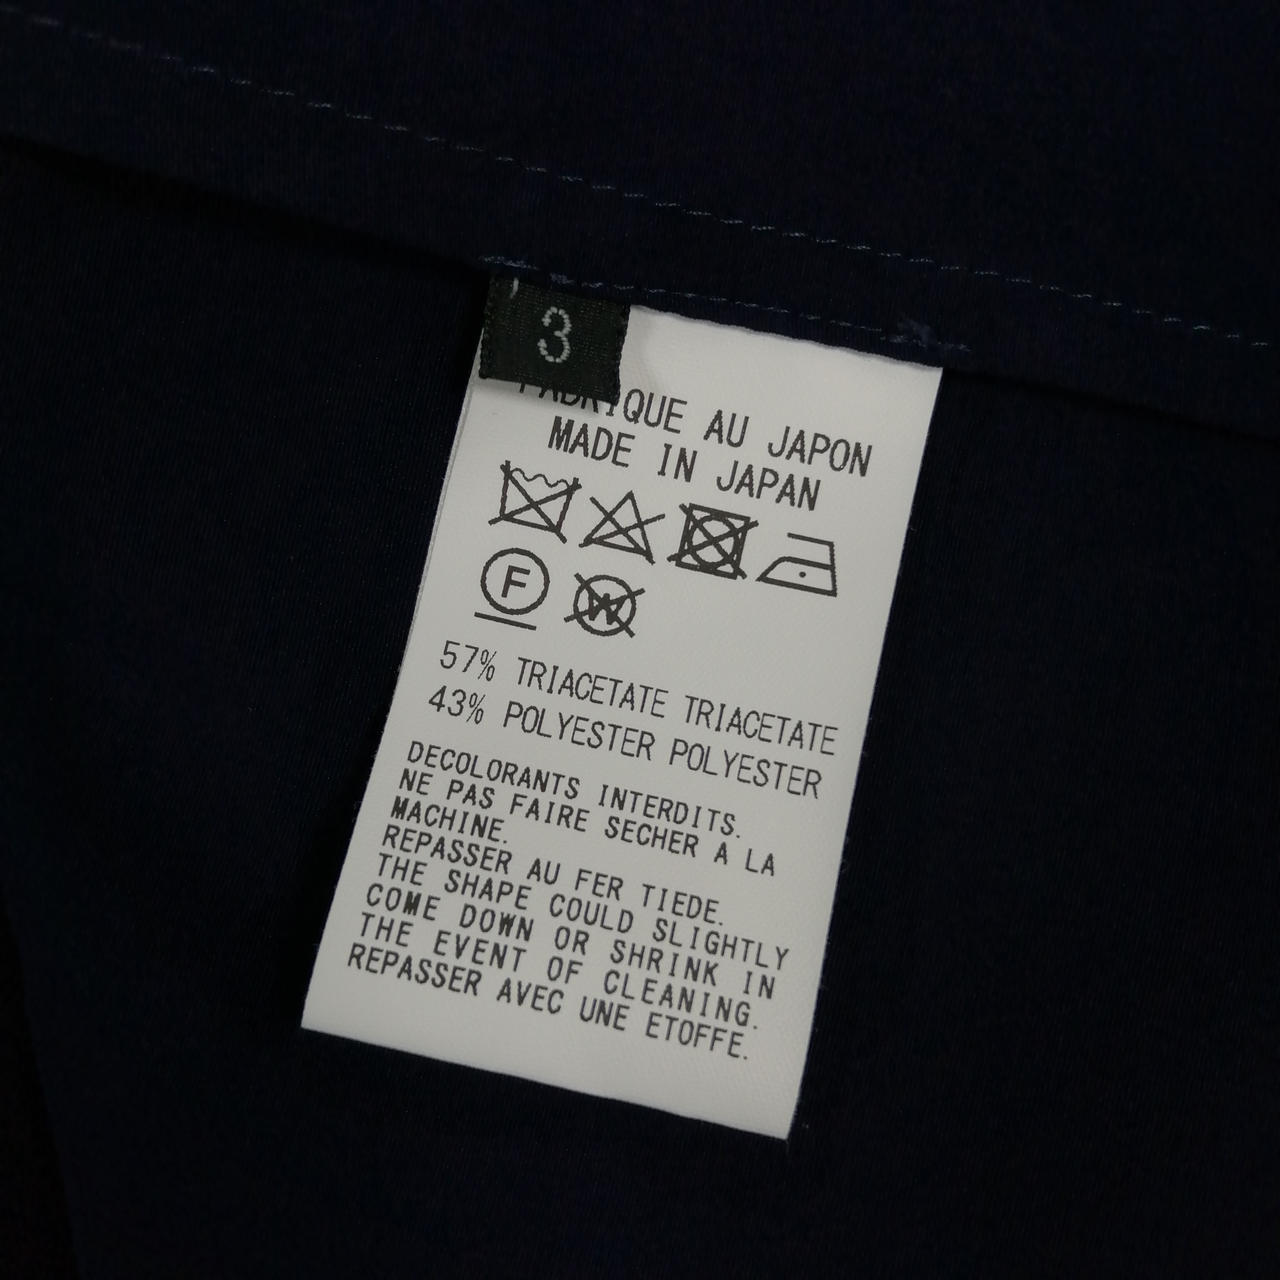 3
FABRIQUE AU JAPON
MADE IN JAPAN
F
W
57% TRIACETATE TRIACETATE
43% POLYESTER POLYESTER
DECOLORANTS INTERDITS.
NE PAS FAIRE SECHER A LA
MACHINE.
REPASSER AU FER TIEDE.
THE SHAPE COULD SLIGHTLY
COME DOWN OR SHRINK IN
THE EVENT OF CLEANING.
REPASSER AVEC UNE ETOFFE.